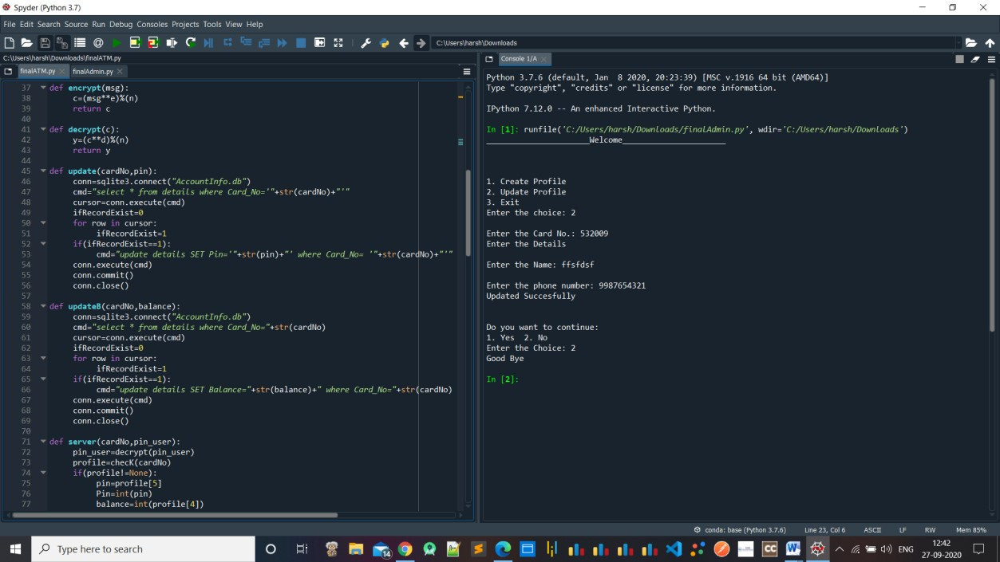 Spyder (Python 3.7)
File Edit Search Source Run Debug Consoles Projects Tools View Help
C:\Users\harsh\Downloads
C:\Users\harsh\Downloads\finalATM.py
finalATM.py finalAdmin.py
37 def encrypt(msg):
38 c=(msg**e)%(n)
39 return c
40
41 def decrypt(c):
42 y=(c**d)%(n)
43 return y
44
45 def update(cardNo,pin):
46 conn=sqlite3.connect("AccountInfo.db")
47 cmd="select * from details where Card_No='"+str(cardNo)+"'"
48 cursor=conn.execute(cmd)
49 ifRecordExist=0
50 for row in cursor:
51 ifRecordExist=1
52 if(ifRecordExist==1):
53 cmd="update details SET Pin='"+str(pin)+"' where Card_No= '"+str(cardNo)+"'"
54 conn.execute(cmd)
55 conn.commit()
56 conn.close()
57
58 def updateB(cardNo,balance):
59 conn=sqlite3.connect("AccountInfo.db")
60 cmd="select * from details where Card_No="+str(cardNo)
61 cursor=conn.execute(cmd)
62 ifRecordExist=0
63 for row in cursor:
64 ifRecordExist=1
65 if(ifRecordExist==1):
66 cmd="update details SET Balance="+str(balance)+" where Card_No="+str(cardNo)
67 conn.execute(cmd)
68 conn.commit()
69 conn.close()
70
71 def server(cardNo,pin_user):
72 pin_user=decrypt(pin_user)
73 profile=checK(cardNo)
74 if(profile!=None):
75 pin=profile[5]
76 Pin=int(pin)
77 balance=int(profile[4])
Console 1/A
Python 3.7.6 (default, Jan  8 2020, 20:23:39) [MSC v.1916 64 bit (AMD64)]
Type "copyright", "credits" or "license" for more information.
IPython 7.12.0 -- An enhanced Interactive Python.
In [1]: runfile('C:/Users/harsh/Downloads/finalAdmin.py', wdir='C:/Users/harsh/Downloads')
______________________Welcome______________________
1. Create Profile
2. Update Profile
3. Exit
Enter the choice: 2
Enter the Card No.: 532009
Enter the Details
Enter the Name: ffsfdsf
Enter the phone number: 9987654321
Updated Succesfully
Do you want to continue:
1. Yes  2. No
Enter the Choice: 2
Good Bye
In [2]:
conda: base (Python 3.7.6) Line 23, Col 6 ASCII LF RW Mem 85%
Type here to search
14
CC
ENG
12:42
27-09-2020